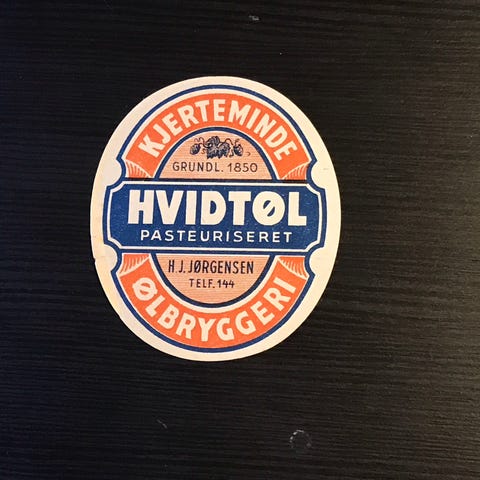 KJERTEMINDE
GRUNDL. 1850
HVIDTØL
PASTEURISERET
H.J. JØRGENSEN
TELF. 144
ØLBRYGGERI